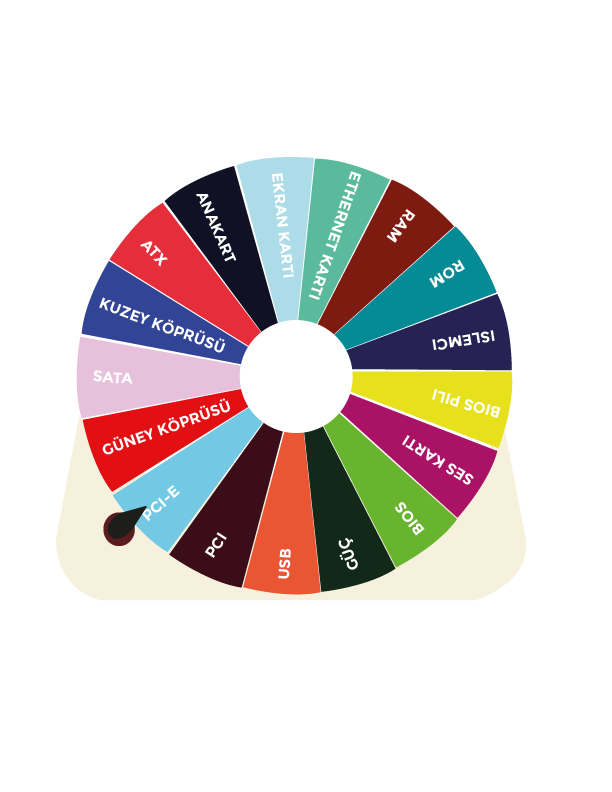 EKRAN KARTI
ETHERNET KARTI
RAM
ROM
ISLEMCI
BIOS PILI
SES KARTI
BIOS
GÜÇ
USB
PCI
PCI-E
GÜNEY KÖPRÜSÜ
SATA
KUZEY KÖPRÜSÜ
ATX
ANAKART